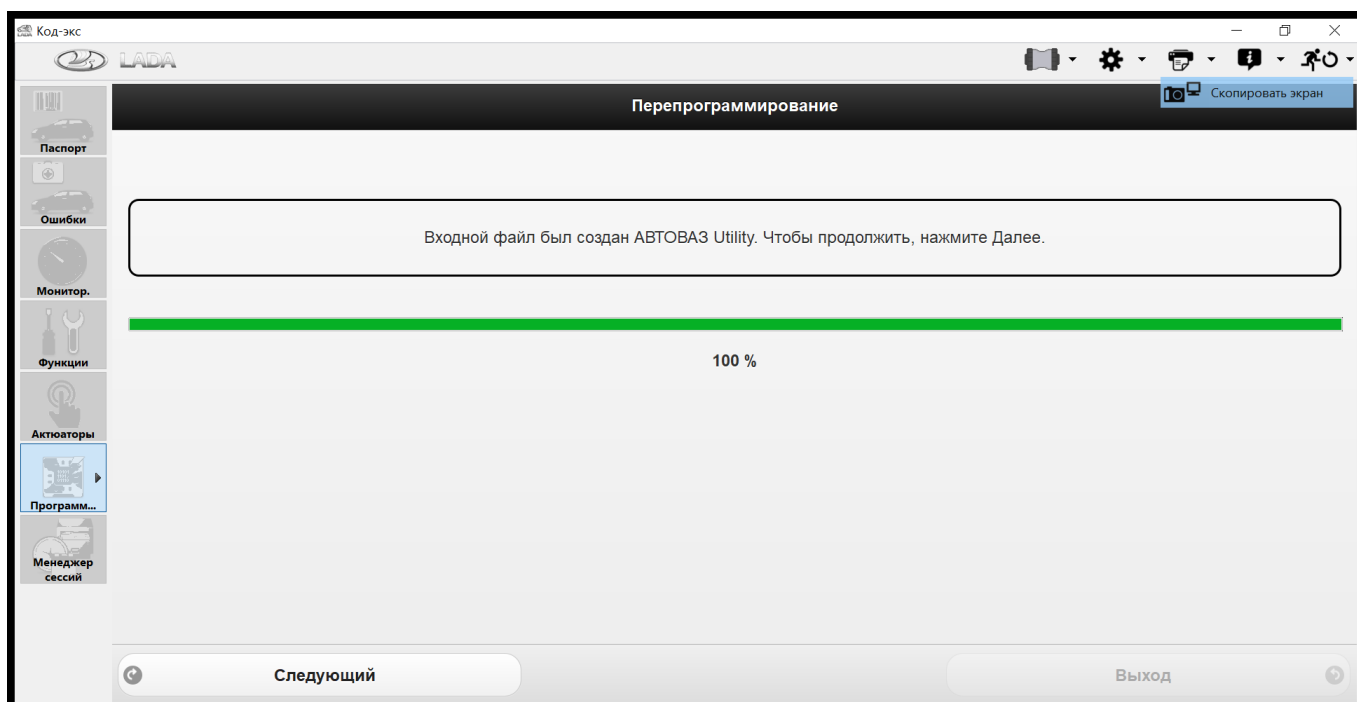 Код-экс
LADA
Скопировать экран
Перепрограммирование
Паспорт
Ошибки
Монитор.
Функции
Актюаторы
Программ...
Менеджер
сессий
Входной файл был создан АВТОВАЗ Utility. Чтобы продолжить, нажмите Далее.
100 %
Следующий
Выход